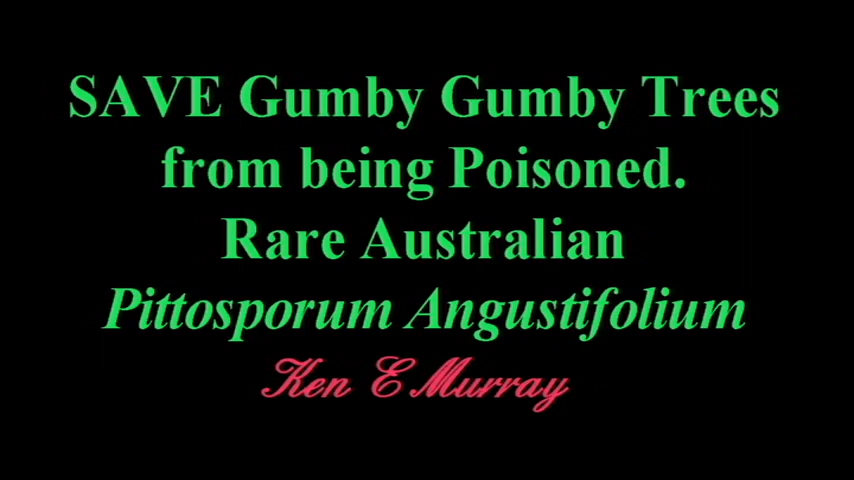 SAVE Gumby Gumby Trees
from being Poisoned.
Rare Australian
Pittosporum Angustifolium
Ken E Murray